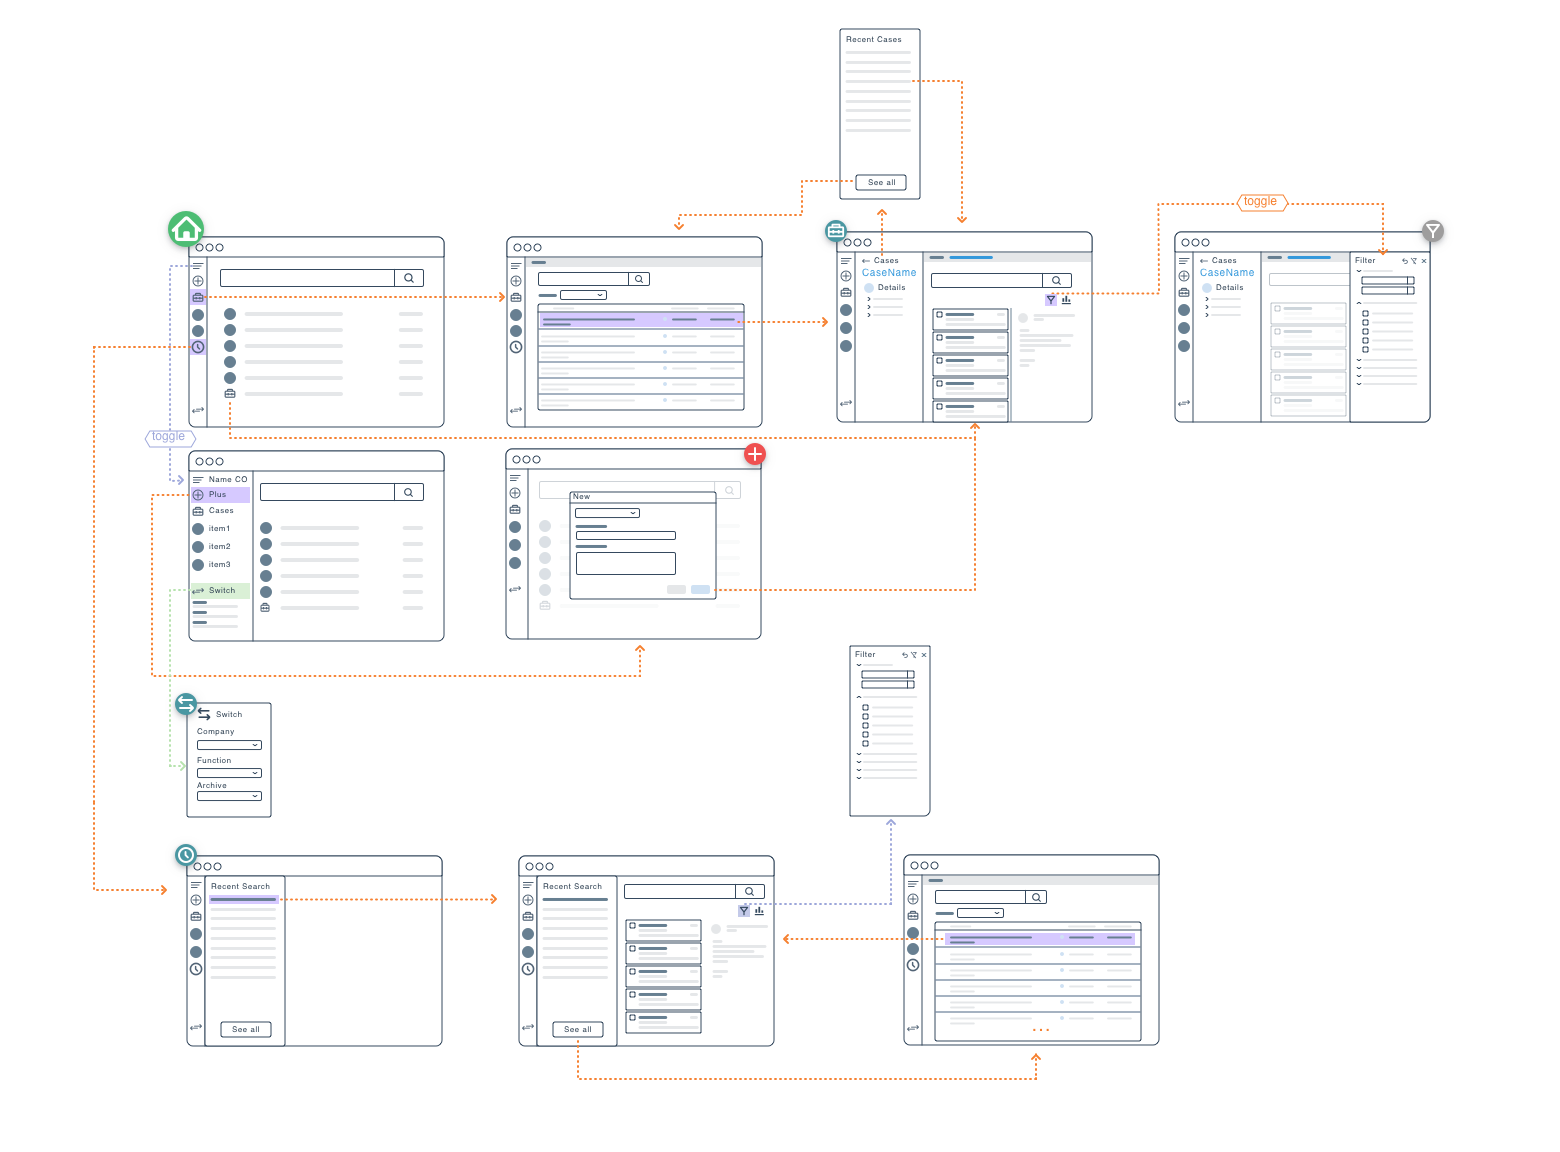 Recent Cases
See all
toggle
Cases
CaseName
Details
Cases
CaseName
Details
Filter
toggle
Name CO
Plus
Cases
item1
item2
item3
Switch
New
Switch
Company
Function
Archive
Filter
Recent Search
See all
Recent Search
See all